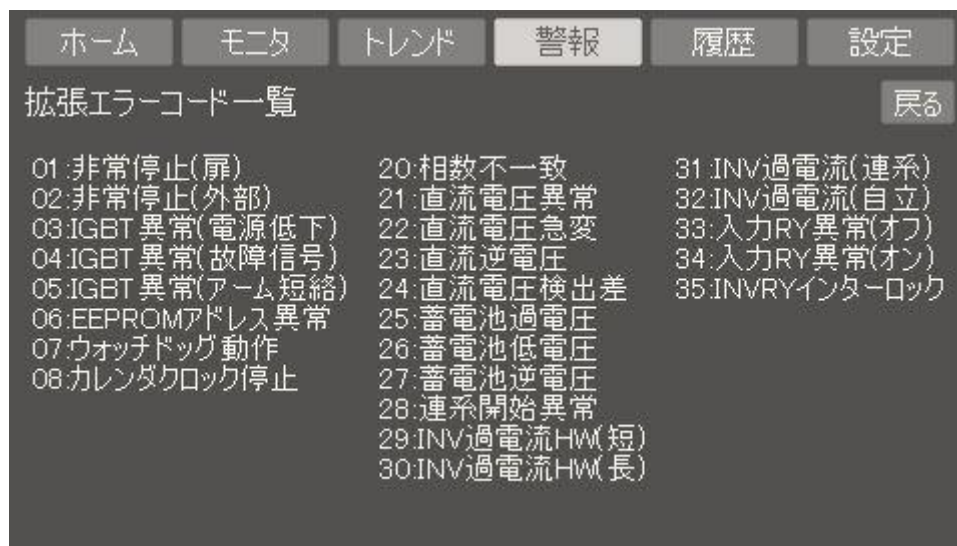 ホーム モニタ トレンド 警報 履歴 設定
拡張エラーコード一覧 戻る
01:非常停止(扉)
02:非常停止(外部)
03:IGBT異常(電源低下)
04:IGBT異常(故障信号)
05:IGBT異常(アーム短絡)
06:EEPROMアドレス異常
07:ウォッチドッグ動作
08:カレンダクロック停止
20:相数不一致
21:直流電圧異常
22:直流電圧急変
23:直流逆電圧
24:直流電圧検出差
25:蓄電池過電圧
26:蓄電池低電圧
27:蓄電池逆電圧
28:連系開始異常
29:INV過電流HW(短)
30:INV過電流HW(長)
31:INV過電流(連系)
32:INV過電流(自立)
33:入力RY異常(オフ)
34:入力RY異常(オン)
35:INVRYインターロック